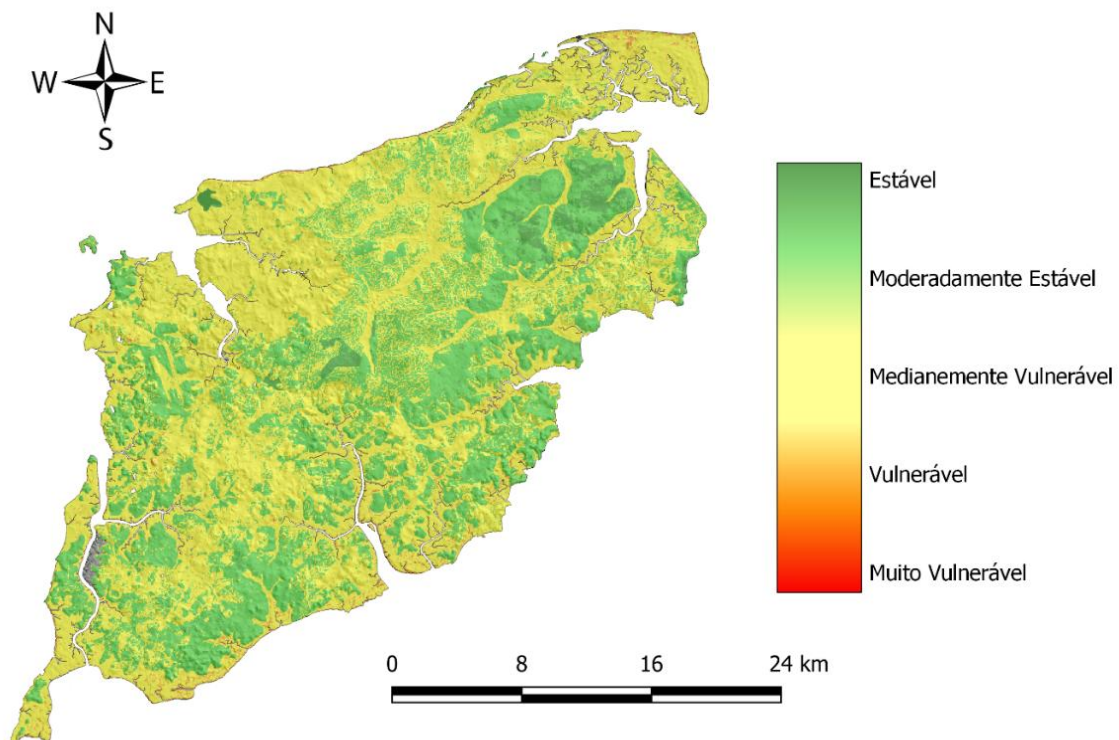 N
W E
S
Estável
Moderadamente Estável
Medianemente Vulnerável
Vulnerável
Muito Vulnerável
0 8 16 24 km